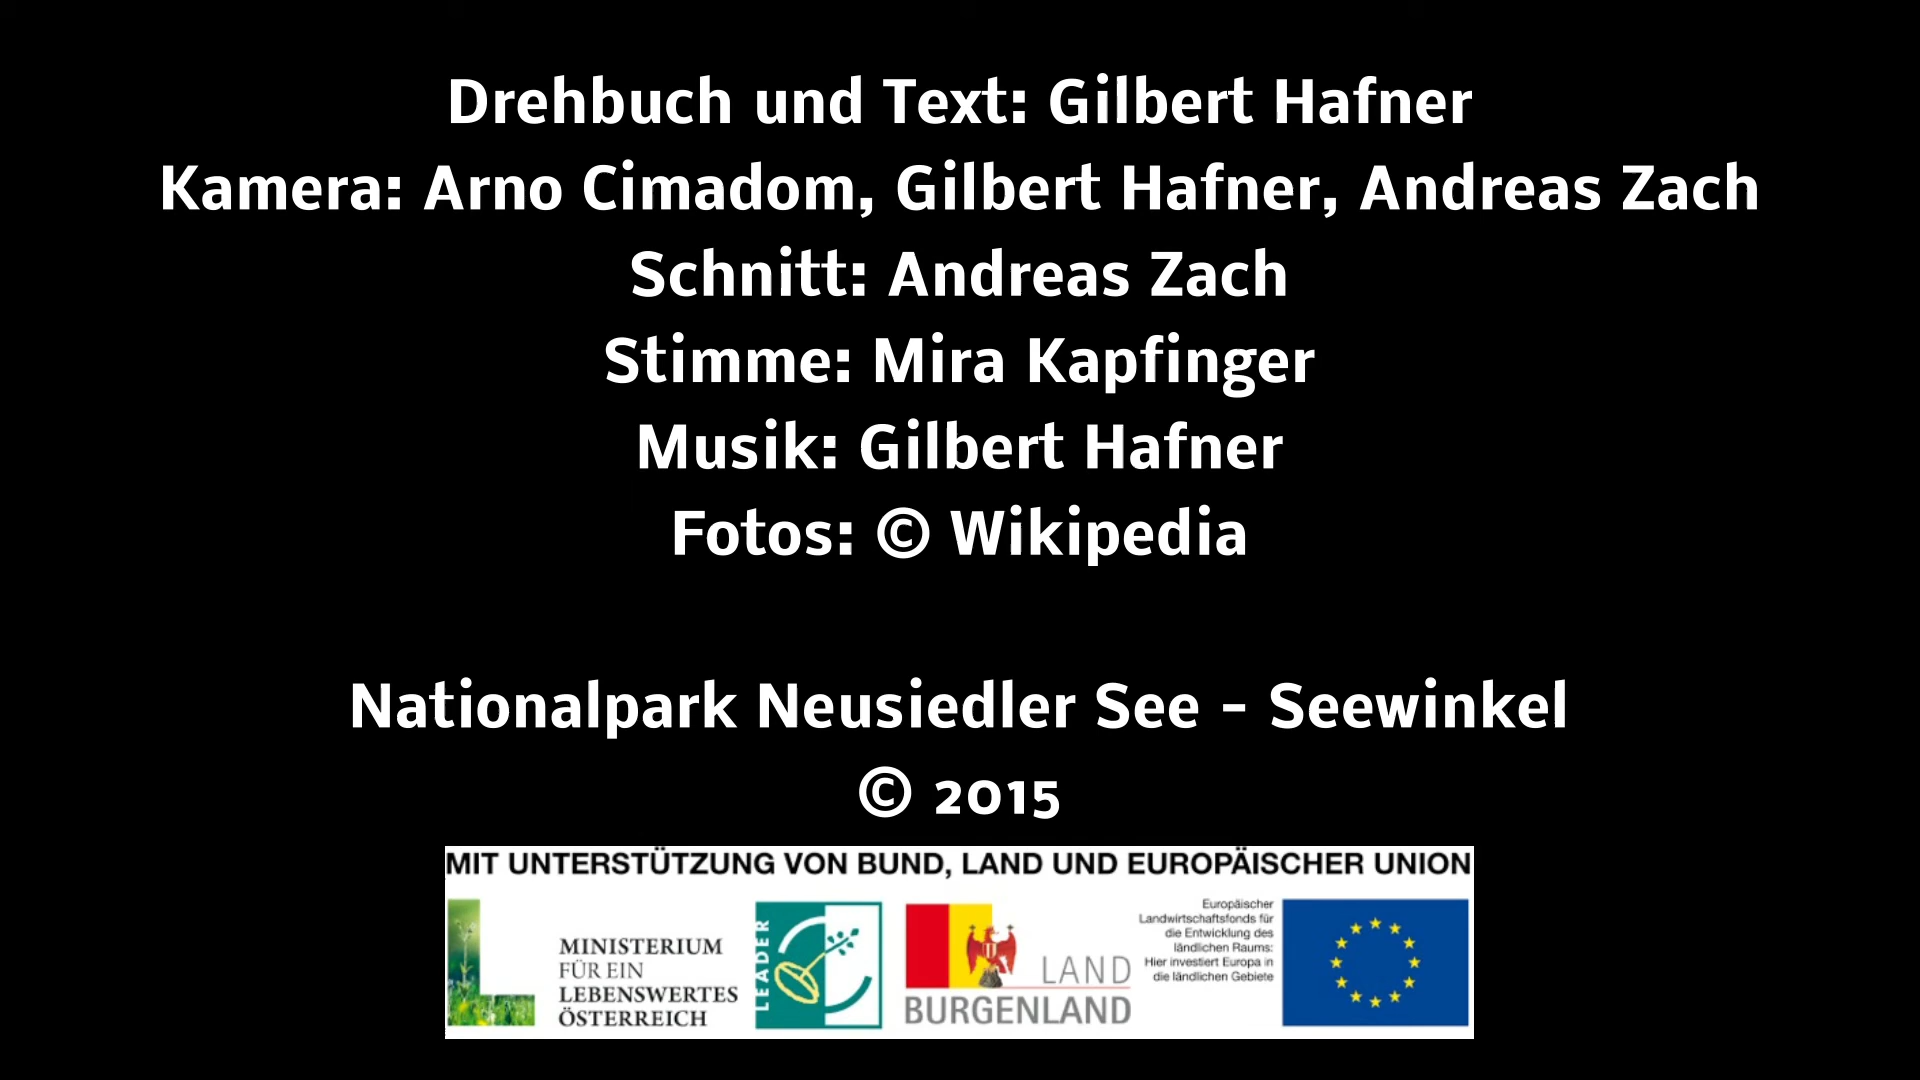 Drehbuch und Text: Gilbert Hafner
Kamera: Arno Cimadom, Gilbert Hafner, Andreas Zach
Schnitt: Andreas Zach
Stimme: Mira Kapfinger
Musik: Gilbert Hafner
Fotos: © Wikipedia
Nationalpark Neusiedler See - Seewinkel
© 2015
MIT UNTERSTÜTZUNG VON BUND, LAND UND EUROPÄISCHER UNION
MINISTERIUM
FÜR EIN
LEBENSWERTES
ÖSTERREICH
LEADER
LAND
BURGENLAND
Europäischer
Landwirtschaftsfonds für
die Entwicklung des
ländlichen Raums:
Hier investiert Europa in
die ländlichen Gebiete